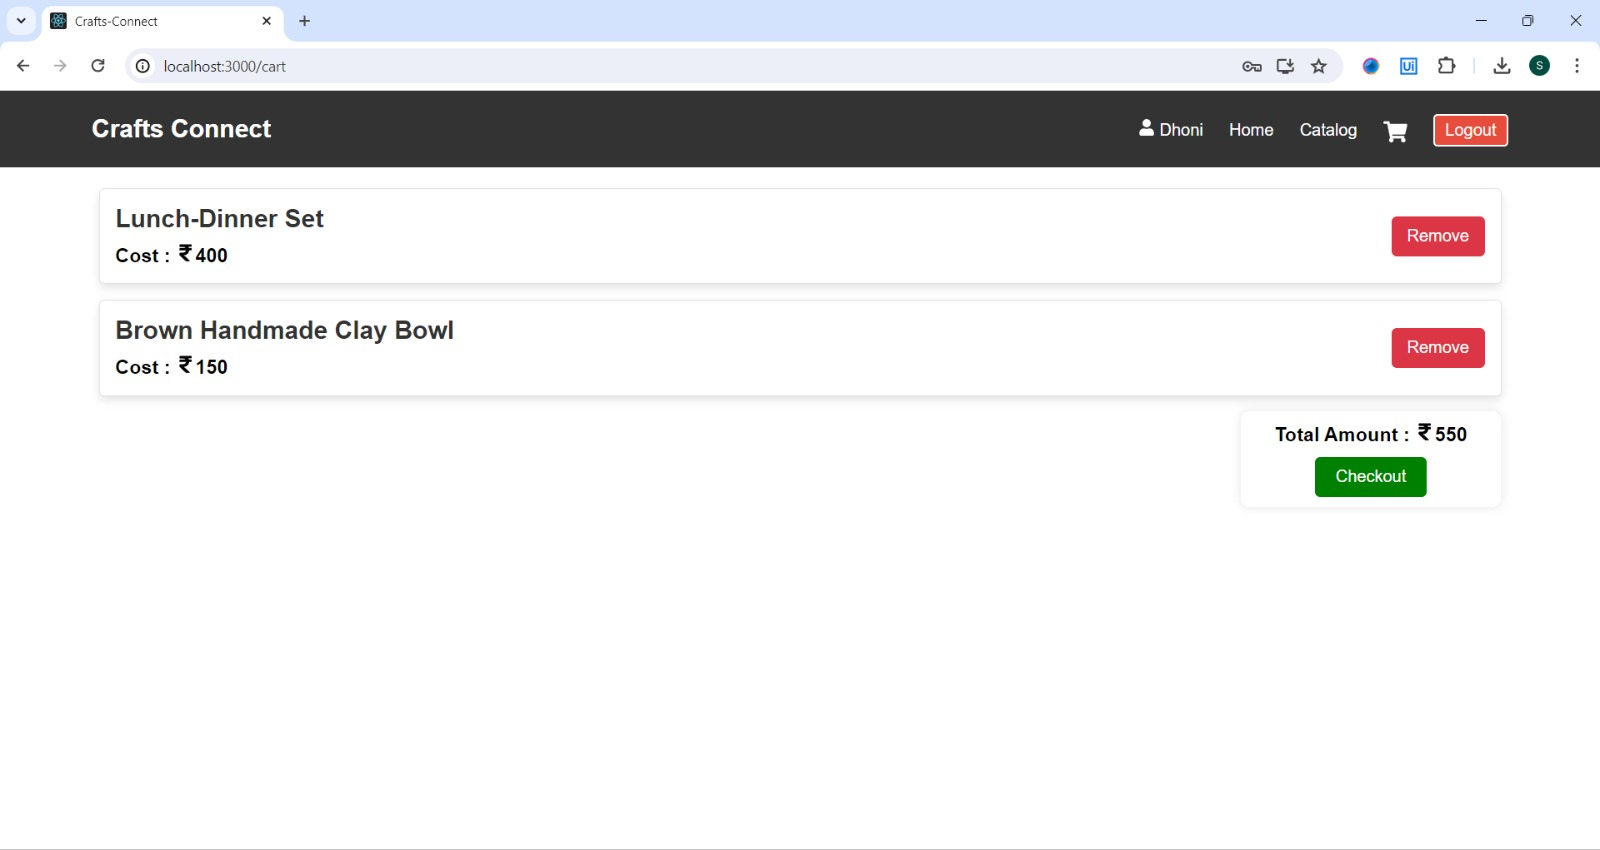 Crafts-Connect
localhost:3000/cart
Ui
S
Crafts Connect
Dhoni Home Catalog Logout
Lunch-Dinner Set
Cost : ₹ 400
Remove
Brown Handmade Clay Bowl
Cost : ₹ 150
Remove
Total Amount : ₹ 550
Checkout